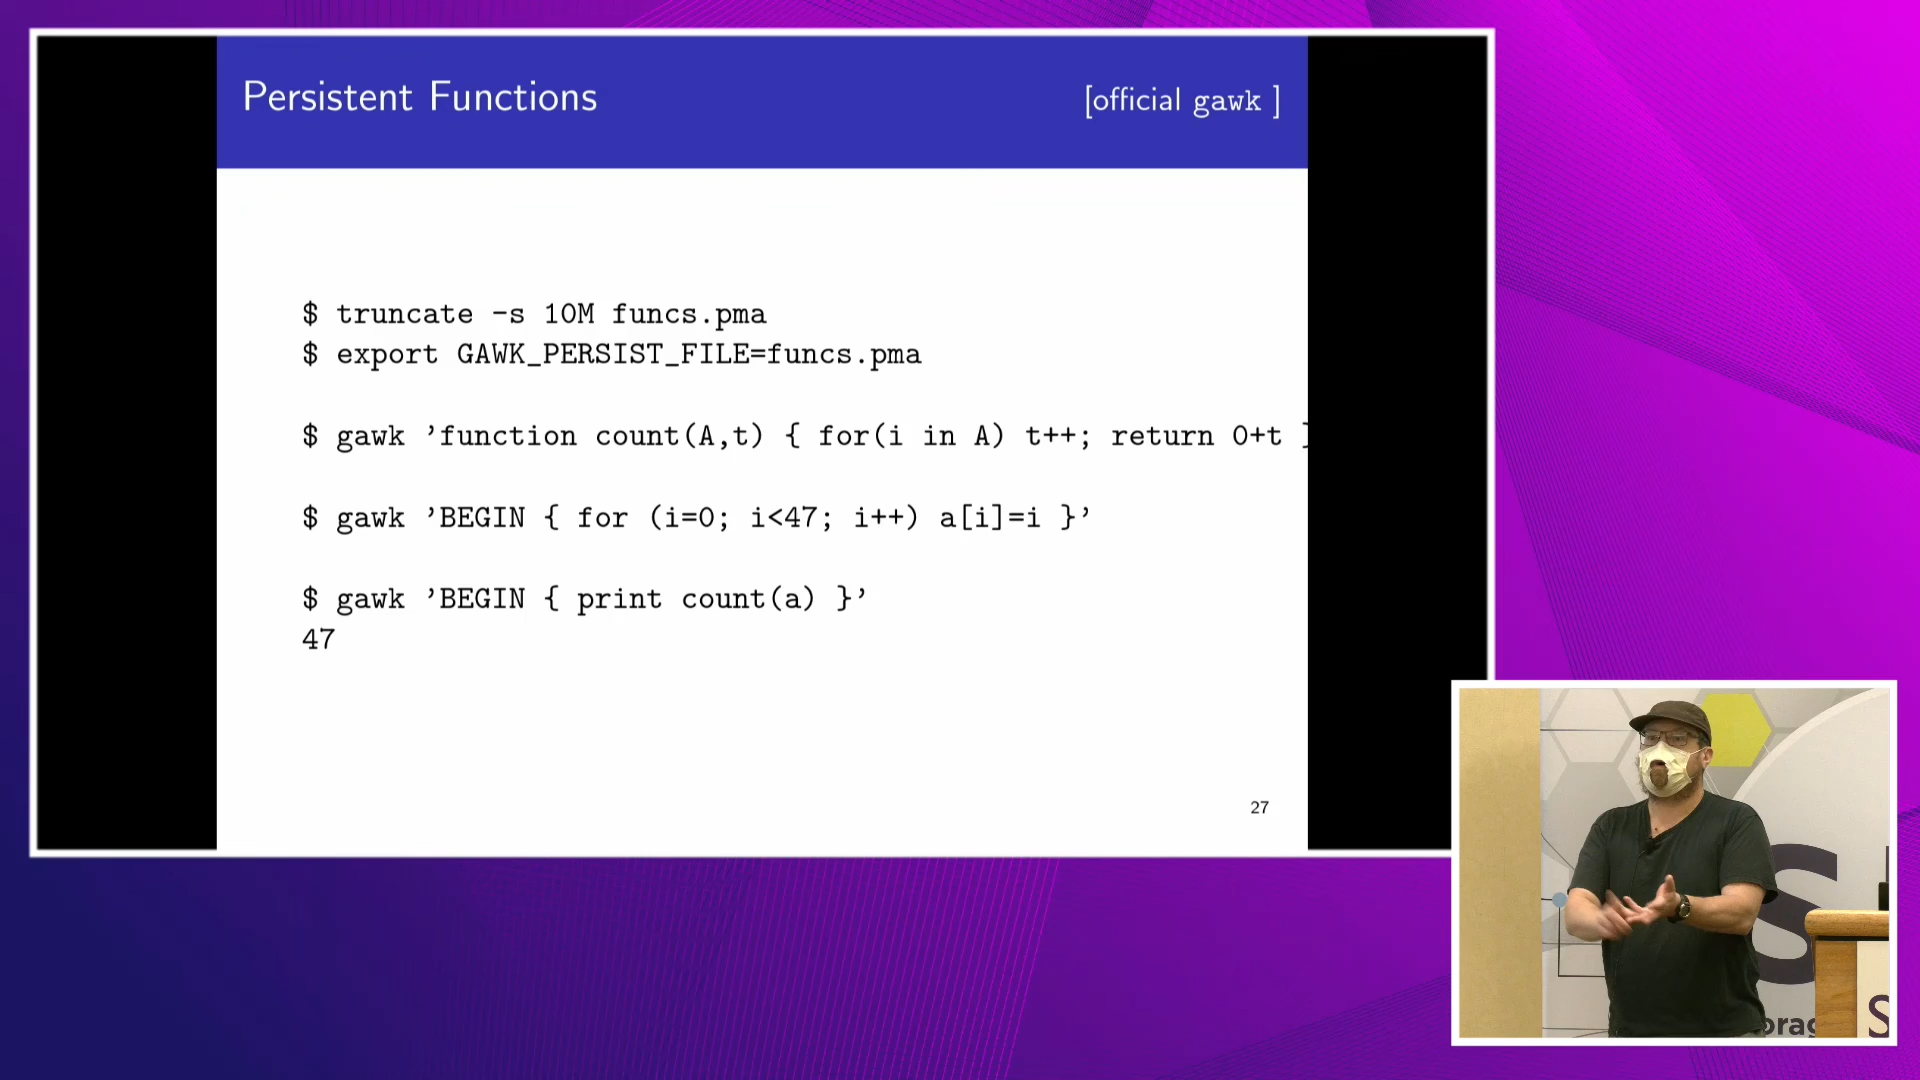 Persistent Functions
[official gawk ]
$ truncate -s 10M funcs.pma
$ export GAWK_PERSIST_FILE=funcs.pma
$ gawk ’function count(A,t) { for(i in A) t++; return 0+t }
$ gawk ’BEGIN { for (i=0; i<47; i++) a[i]=i }’
$ gawk ’BEGIN { print count(a) }’
47
27